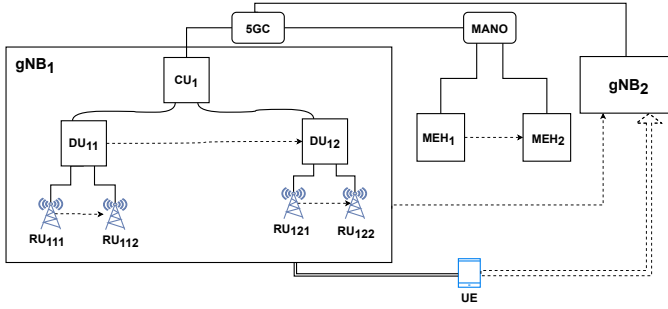 5GC
MANO
gNB1
CU1
gNB2
DU11
DU12
MEH1
MEH2
RU111
RU112
RU121
RU122
UE